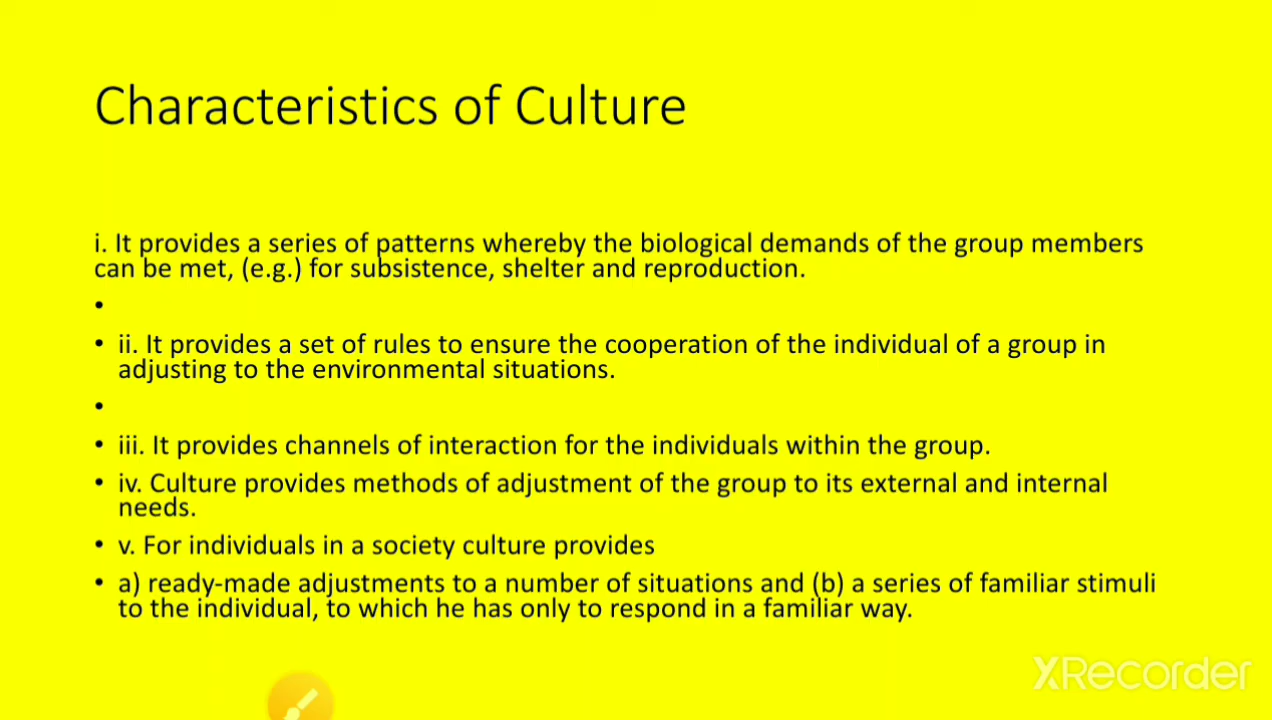 Characteristics of Culture
i. It provides a series of patterns whereby the biological demands of the group members
can be met, (e.g.) for subsistence, shelter and reproduction.
•
• ii. It provides a set of rules to ensure the cooperation of the individual of a group in
adjusting to the environmental situations.
•
• iii. It provides channels of interaction for the individuals within the group.
• iv. Culture provides methods of adjustment of the group to its external and internal
needs.
• v. For individuals in a society culture provides
• a) ready-made adjustments to a number of situations and (b) a series of familiar stimuli
to the individual, to which he has only to respond in a familiar way.
XRecorder